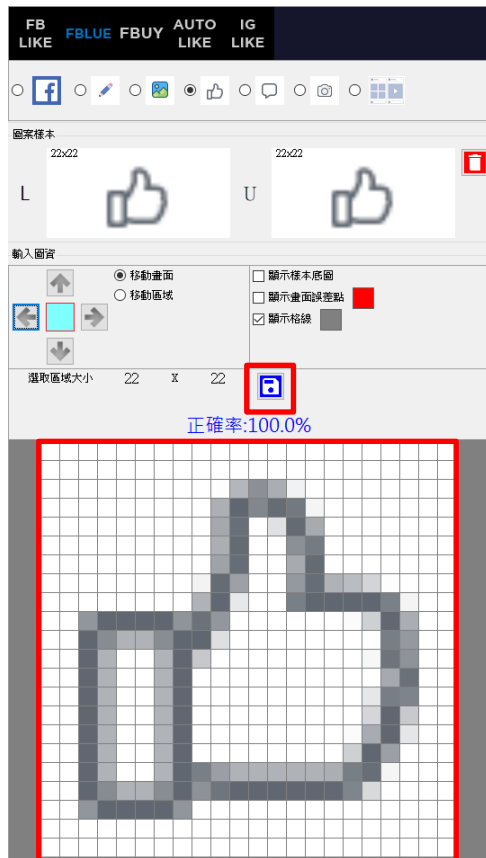 FB LIKE FBLUE FBUY AUTO LIKE IG LIKE
圖案樣本
L 22x22 U 22x22
輸入圖資
移動畫面
移動區域
顯示樣本底圖
顯示畫面誤差點
顯示格線
選取區域大小 22 X 22
正確率:100.0%